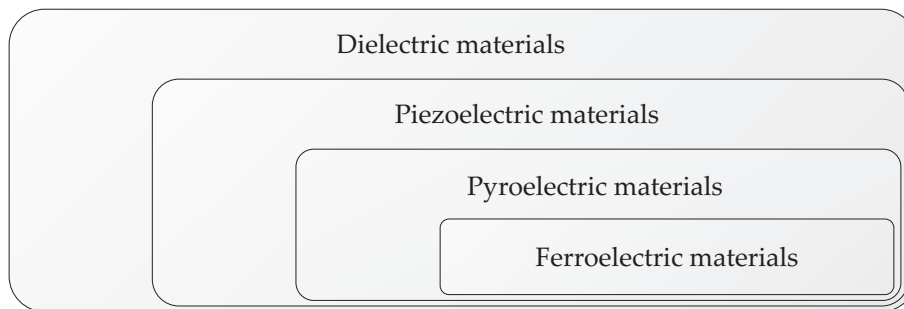 Dielectric materials
Piezoelectric materials
Pyroelectric materials
Ferroelectric materials